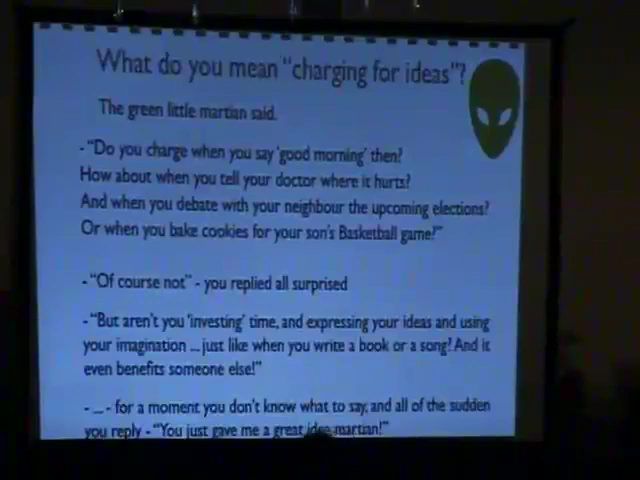 What do you mean "charging for ideas"?
The green little martian said.
- "Do you charge when you say 'good morning' then?
How about when you tell your doctor where it hurts?
And when you debate with your neighbour the upcoming elections?
Or when you bake cookies for your son's Basketball game!"
- "Of course not" - you replied all surprised
- "But aren't you 'investing' time, and expressing your ideas and using
your imagination ... just like when you write a book or a song? And it
even benefits someone else!"
- ... - for a moment you don't know what to say, and all of the sudden
you reply - "You just gave me a great idea martian!"